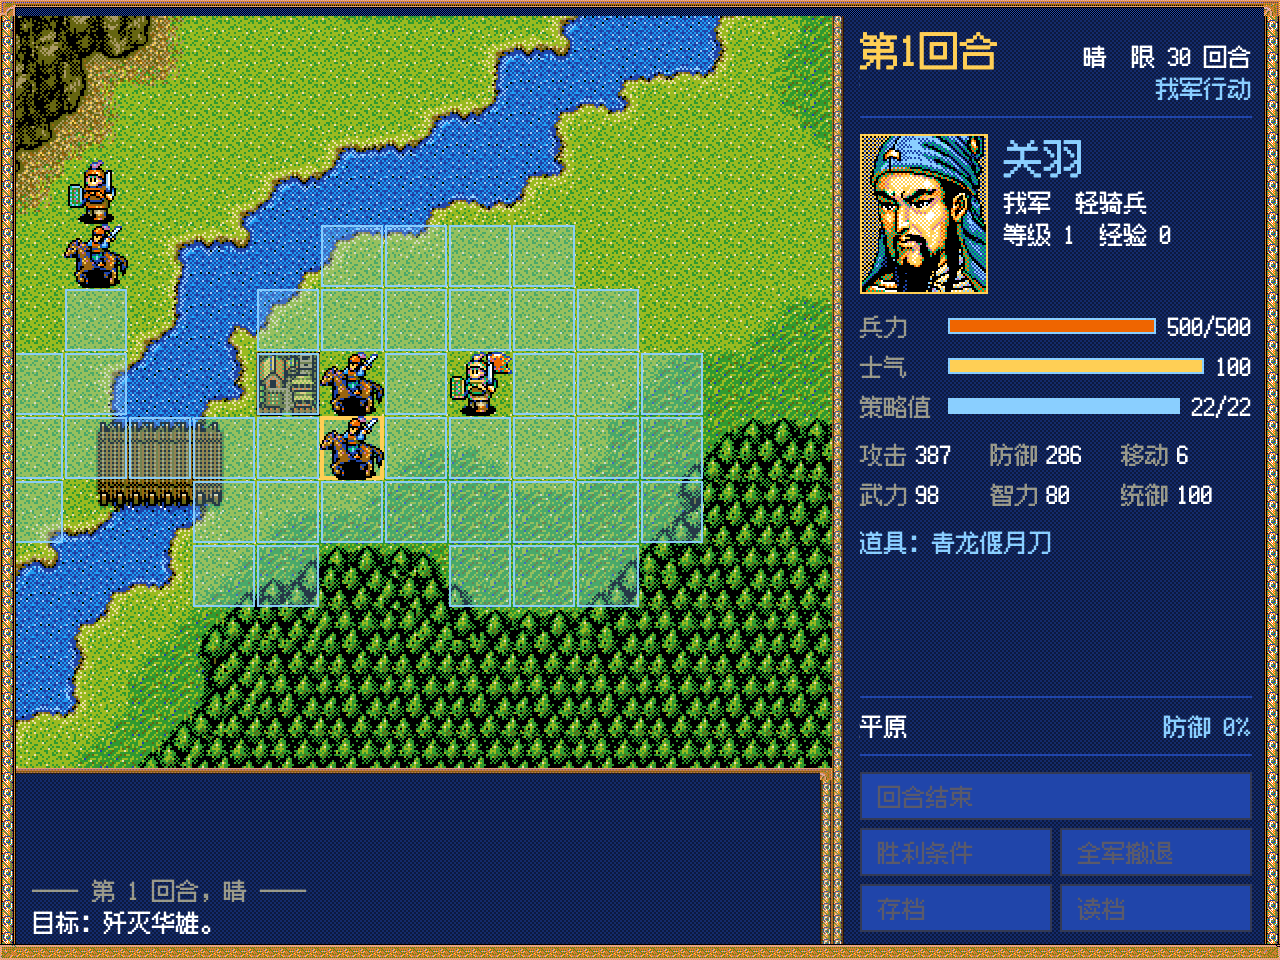 第1回合
晴 限 30 回合
我军行动
关羽
我军 轻骑兵
等级 1 经验 0
兵力 500/500
士气 100
策略值 22/22
攻击 387 防御 286 移动 6
武力 98 智力 80 统御 100
道具：青龙偃月刀
平原 防御 0%
回合结束
胜利条件 全军撤退
存档 读档
—— 第 1 回合，晴 ——
目标：歼灭华雄。